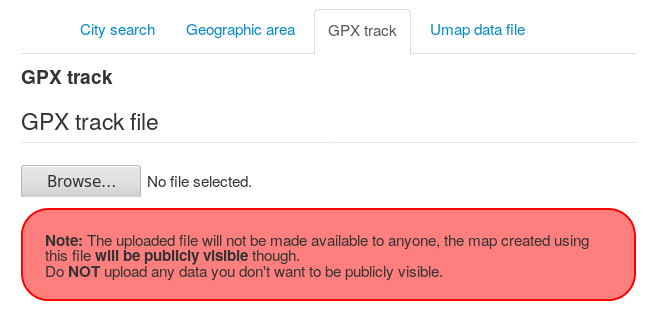 City search Geographic area GPX track Umap data file
GPX track
GPX track file
Browse... No file selected.
Note: The uploaded file will not be made available to anyone, the map created using
this file will be publicly visible though.
Do NOT upload any data you don't want to be publicly visible.